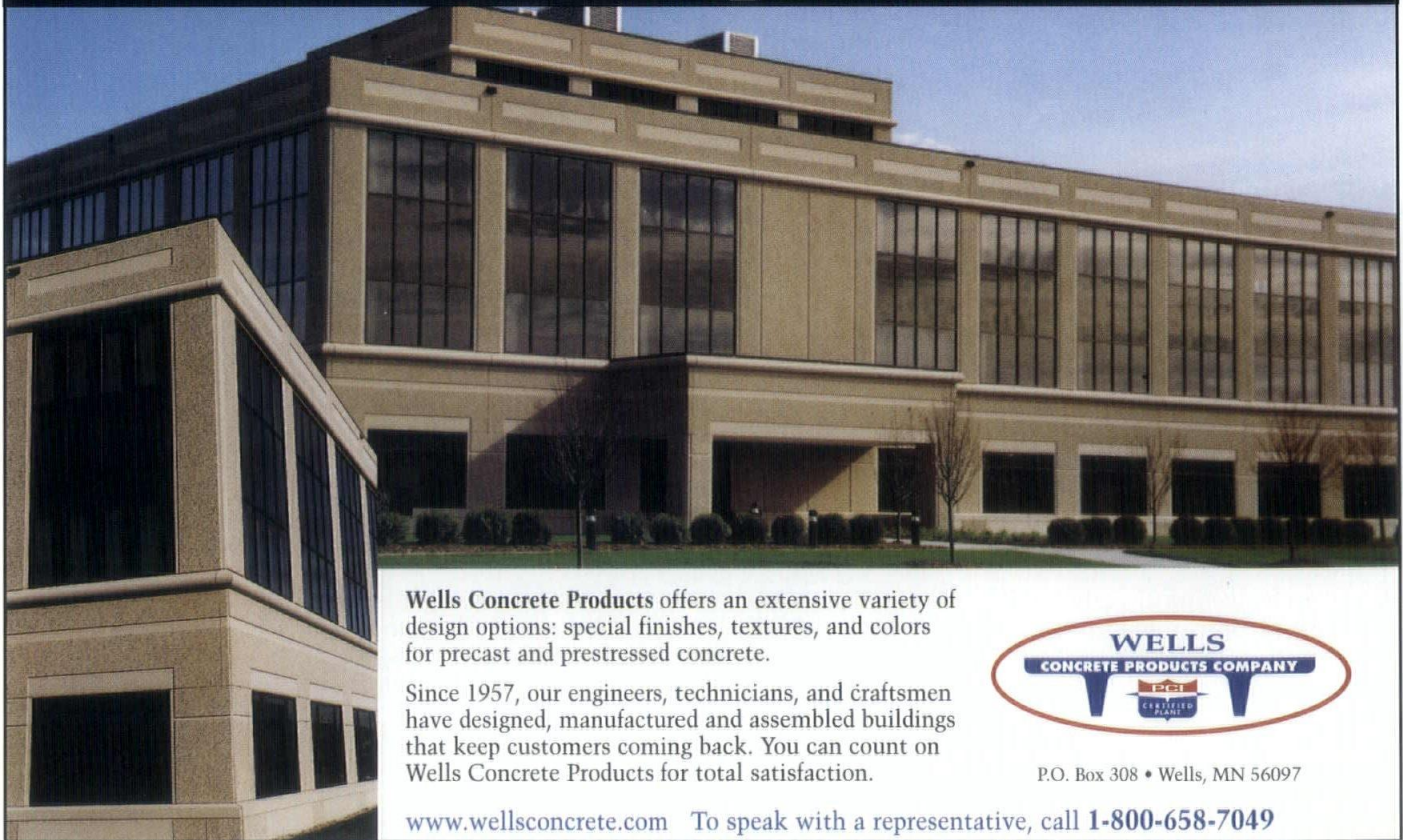 Wells Concrete Products offers an extensive variety of
design options: special finishes, textures, and colors
for precast and prestressed concrete.
Since 1957, our engineers, technicians, and craftsmen
have designed, manufactured and assembled buildings
that keep customers coming back. You can count on
Wells Concrete Products for total satisfaction.
WELLS
CONCRETE PRODUCTS COMPANY
PCI
CERTIFIED
PLANT
P.O. Box 308 • Wells, MN 56097
www.wellsconcrete.com To speak with a representative, call 1-800-658-7049